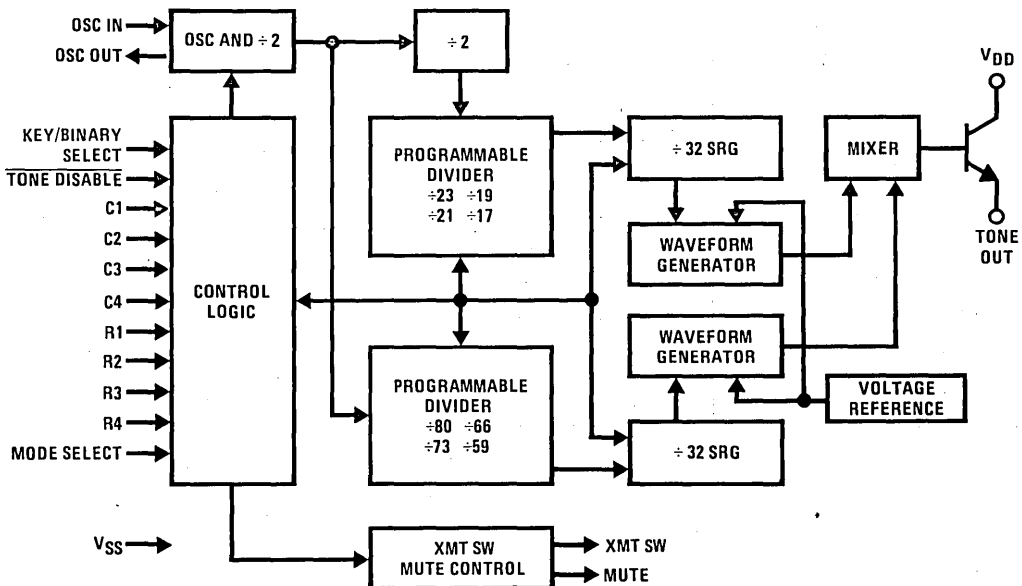 OSC IN
OSC OUT
OSC AND ÷ 2
÷ 2
V_DD
KEY/BINARY
SELECT
TONE DISABLE
C1
C2
C3
C4
R1
R2
R3
R4
MODE SELECT
V_SS
CONTROL
LOGIC
PROGRAMMABLE
DIVIDER
÷23 ÷19
÷21 ÷17
PROGRAMMABLE
DIVIDER
÷80 ÷66
÷73 ÷59
÷ 32 SRG
WAVEFORM
GENERATOR
WAVEFORM
GENERATOR
÷ 32 SRG
MIXER
TONE
OUT
VOLTAGE
REFERENCE
XMT SW
MUTE CONTROL
XMT SW
MUTE